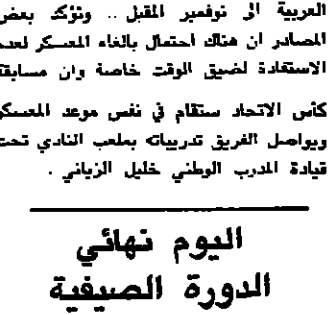 العربية الى نوفمبر المقبل .. وتؤكد بعض
المصادر ان هناك احتمال بالغاء المعسكر لعدم
الاستفادة لضيق الوقت خاصة وان مسابقة
كأس الاتحاد ستقام في نفس موعد المعسكر
ويواصل الفريق تدريباته بملعب النادي تحت
قيادة المدرب الوطني خليل الزياني .
اليوم نهائي
الدورة الصيفية